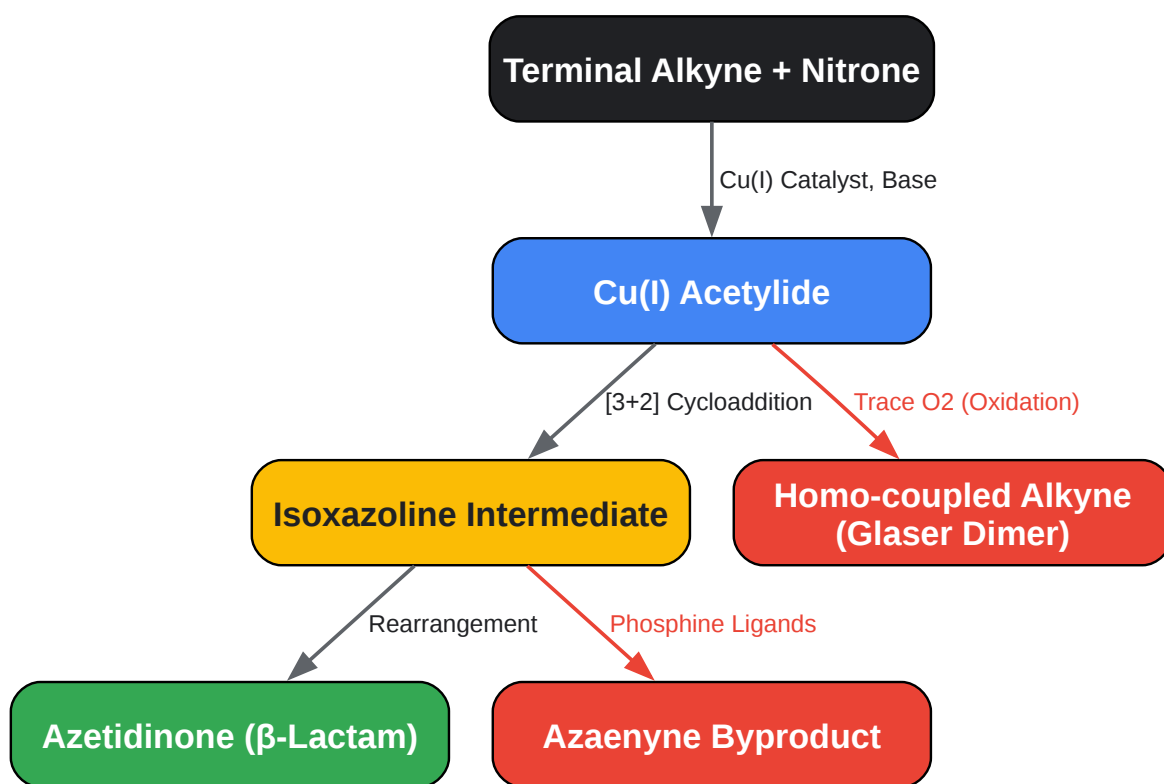 Terminal Alkyne + Nitrone
Cu(I) Catalyst, Base
Cu(I) Acetylide
[3+2] Cycloaddition
Trace O2 (Oxidation)
Isoxazoline Intermediate
Homo-coupled Alkyne
(Glaser Dimer)
Rearrangement
Phosphine Ligands
Azetidinone (β-Lactam)
Azaenyne Byproduct